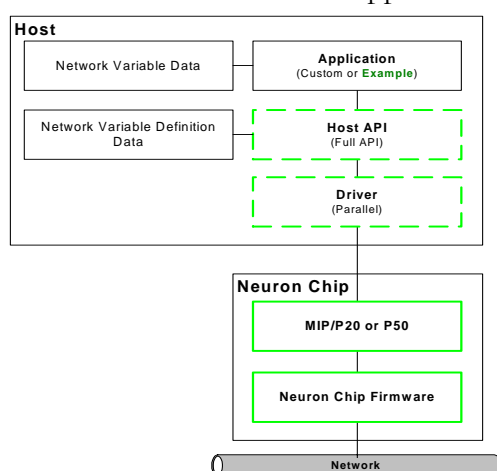 Host
Network Variable Data
Application
(Custom or Example)
Network Variable Definition
Data
Host API
(Full API)
Driver
(Parallel)
Neuron Chip
MIP/P20 or P50
Neuron Chip Firmware
Network